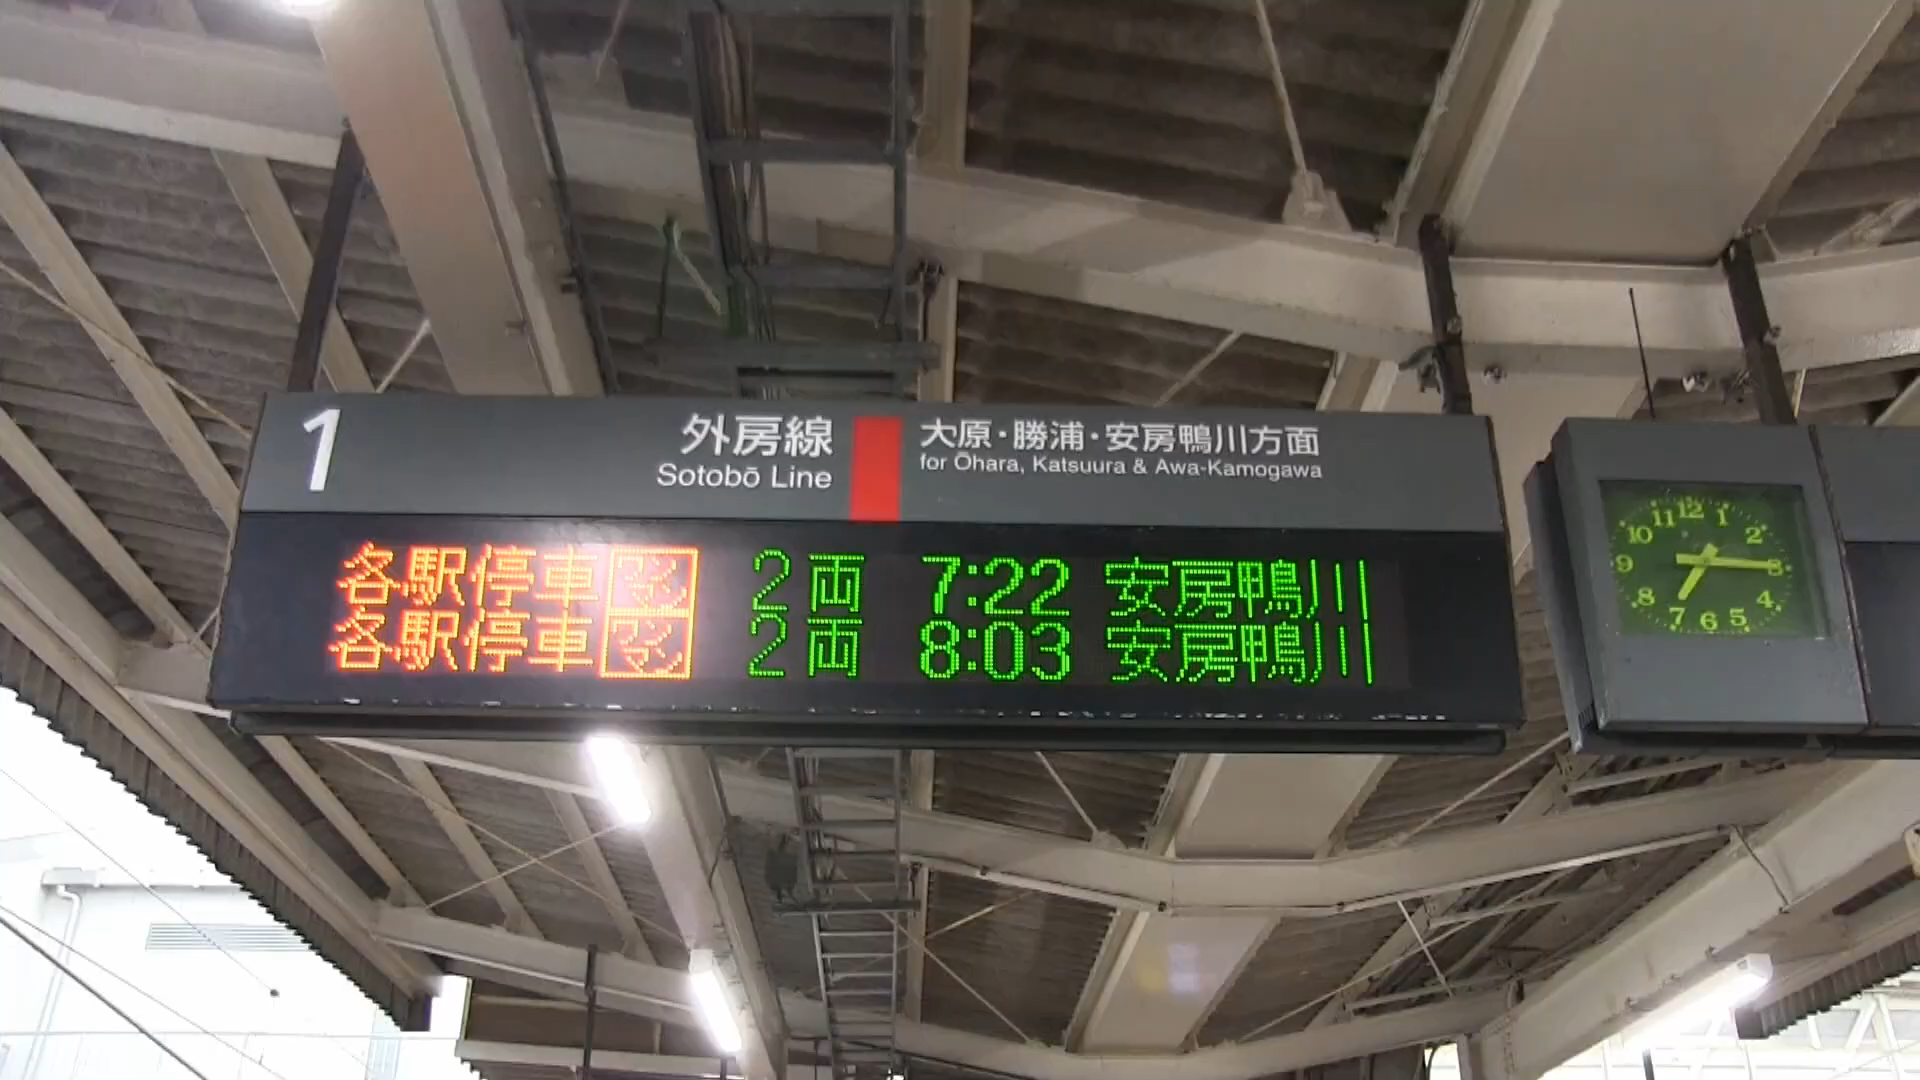 1
外房線
Sotobō Line
大原・勝浦・安房鴨川方面
for Ōhara, Katsuura & Awa-Kamogawa
各駅停車 2両 7:22 安房鴨川
各駅停車 2両 8:03 安房鴨川
12
1
2
3
4
5
6
7
8
9
10
11